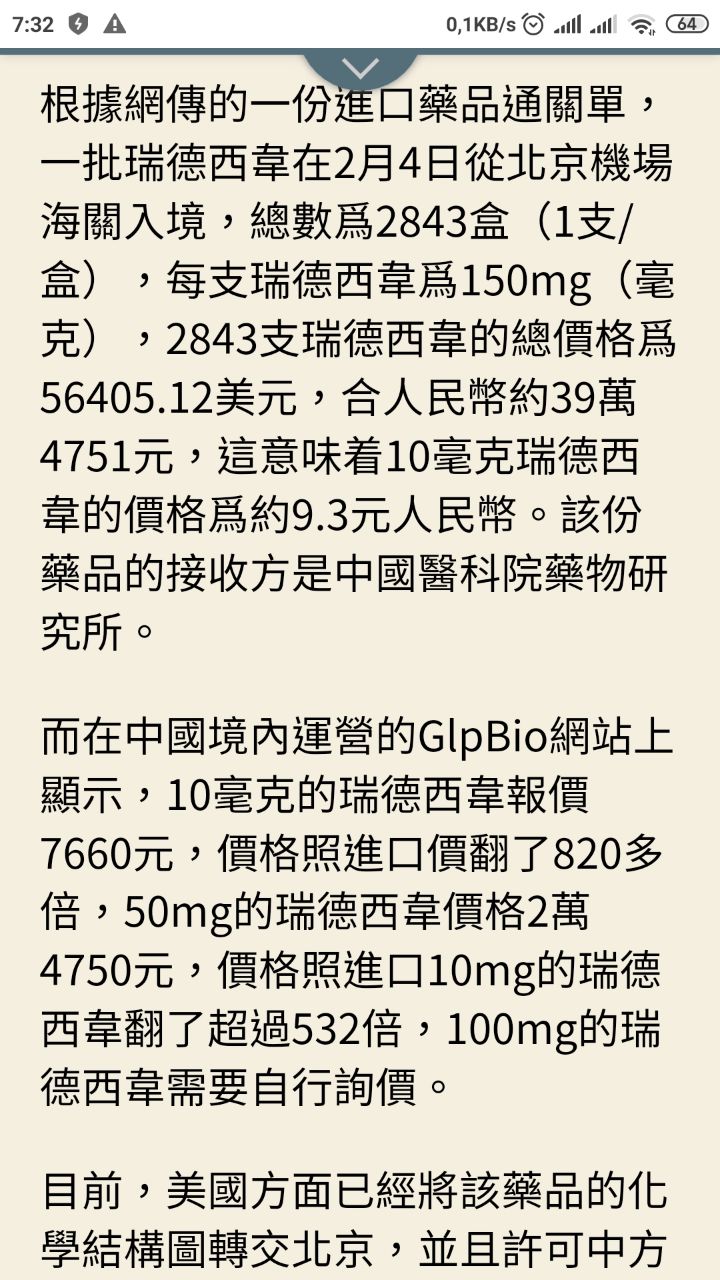 7:32
0,1KB/s
64
根據網傳的一份進口藥品通關單，
一批瑞德西韋在2月4日從北京機場
海關入境，總數爲2843盒（1支/
盒），每支瑞德西韋爲150mg（毫
克），2843支瑞德西韋的總價格爲
56405.12美元，合人民幣約39萬
4751元，這意味着10毫克瑞德西
韋的價格爲約9.3元人民幣。該份
藥品的接收方是中國醫科院藥物研
究所。
而在中國境內運營的GlpBio網站上
顯示，10毫克的瑞德西韋報價
7660元，價格照進口價翻了820多
倍，50mg的瑞德西韋價格2萬
4750元，價格照進口10mg的瑞德
西韋翻了超過532倍，100mg的瑞
德西韋需要自行詢價。
目前，美國方面已經將該藥品的化
學結構圖轉交北京，並且許可中方